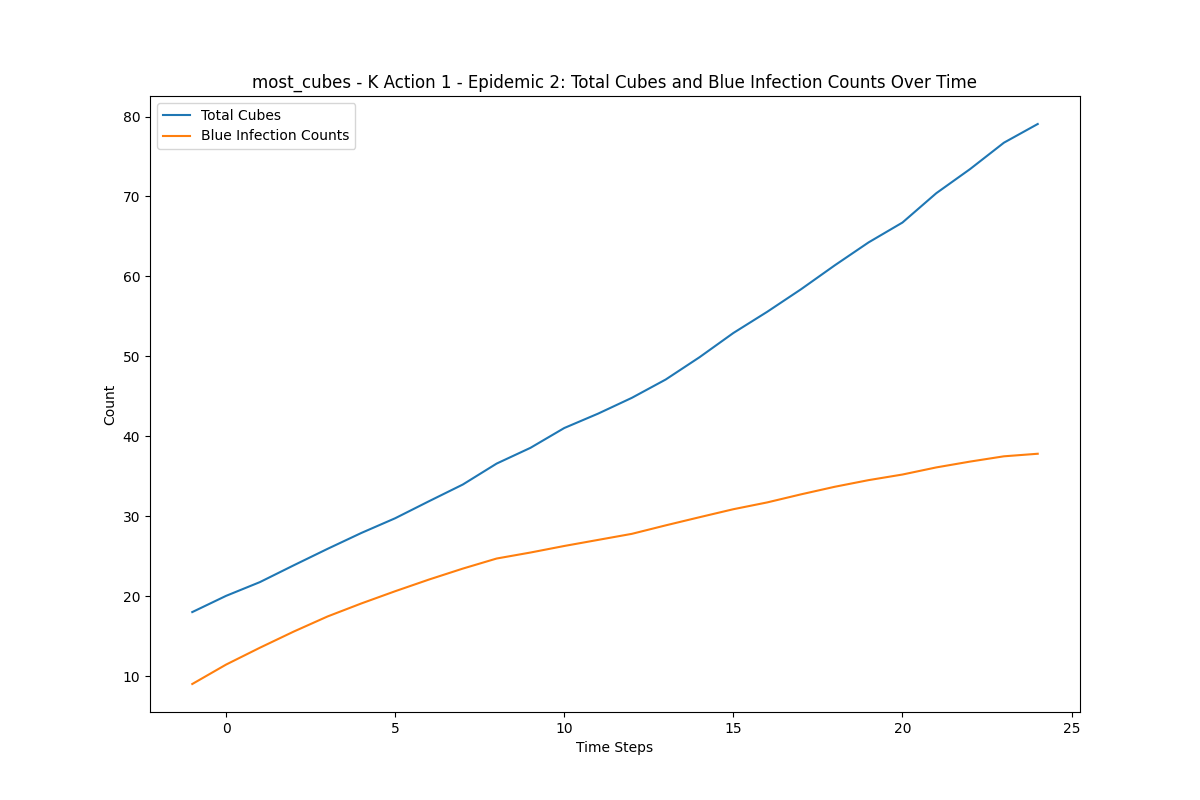 most_cubes - K Action 1 - Epidemic 2: Total Cubes and Blue Infection Counts Over Time
Total Cubes
Blue Infection Counts
80
70
60
50
40
30
20
10
Count
0
5
10
15
20
25
Time Steps